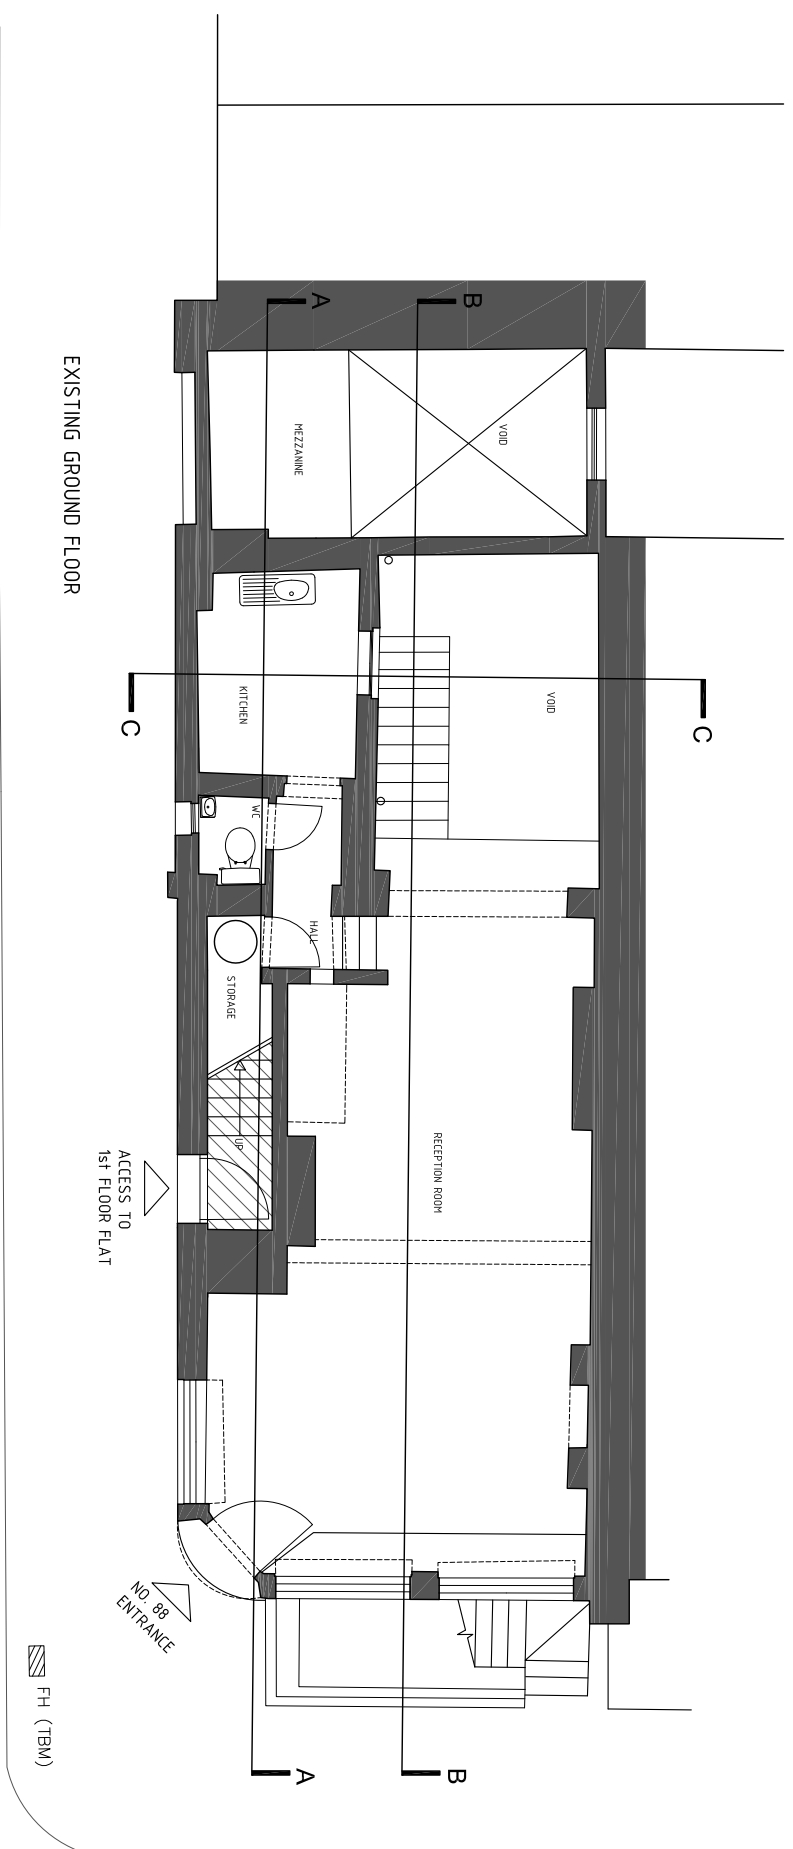 A
B
MEZZANINE
VOID
EXISTING GROUND FLOOR
KITCHEN
VOID
C
C
WC
HALL
STORAGE
UP
RECEPTION ROOM
ACCESS TO
1st FLOOR FLAT
NO. 88
ENTRANCE
FH (TBM)
A
B